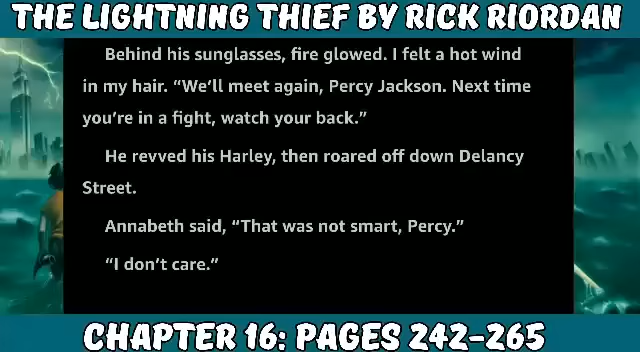 THE LIGHTNING THIEF BY RICK RIORDAN
Behind his sunglasses, fire glowed. I felt a hot wind
in my hair. “We’ll meet again, Percy Jackson. Next time
you’re in a fight, watch your back.”
He revved his Harley, then roared off down Delancy
Street.
Annabeth said, “That was not smart, Percy.”
“I don’t care.”
CHAPTER 16: PAGES 242-265